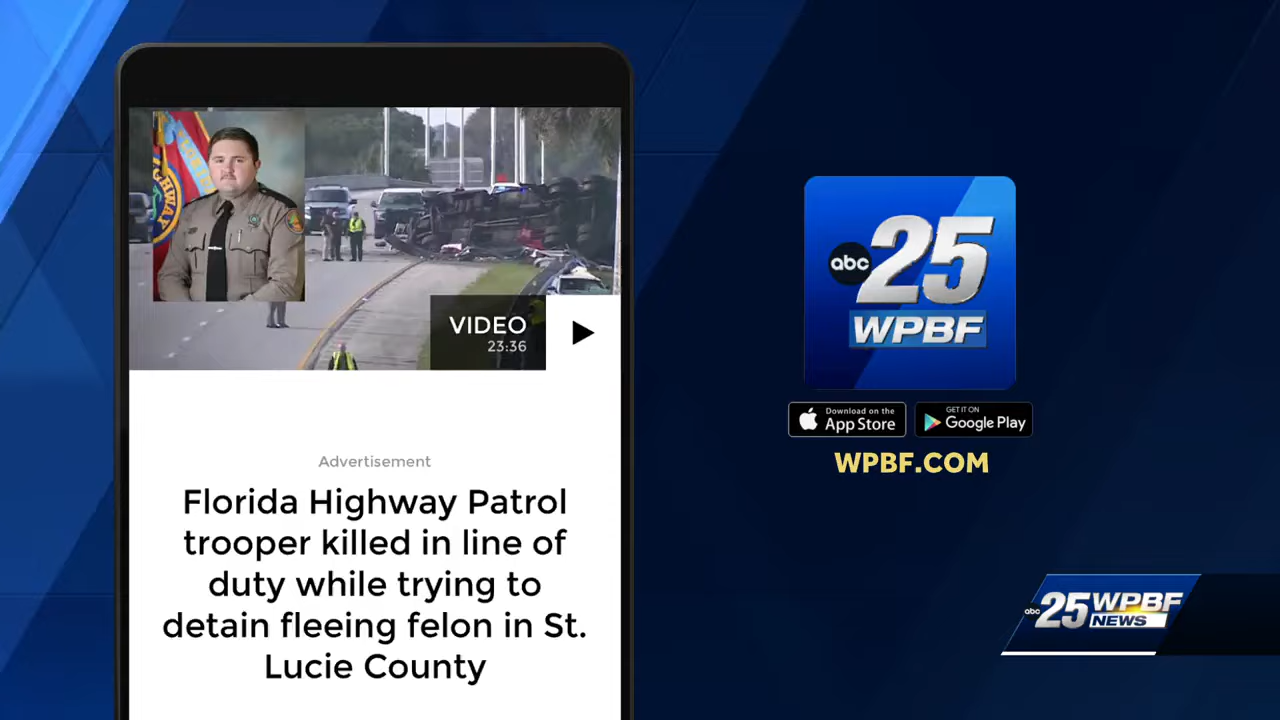 HIGHWAY
VIDEO
23:36
Advertisement
Florida Highway Patrol
trooper killed in line of
duty while trying to
detain fleeing felon in St.
Lucie County
abc
25
WPBF
Download on the
App Store
GET IT ON
Google Play
WPBF.COM
abc
25
WPBF
NEWS